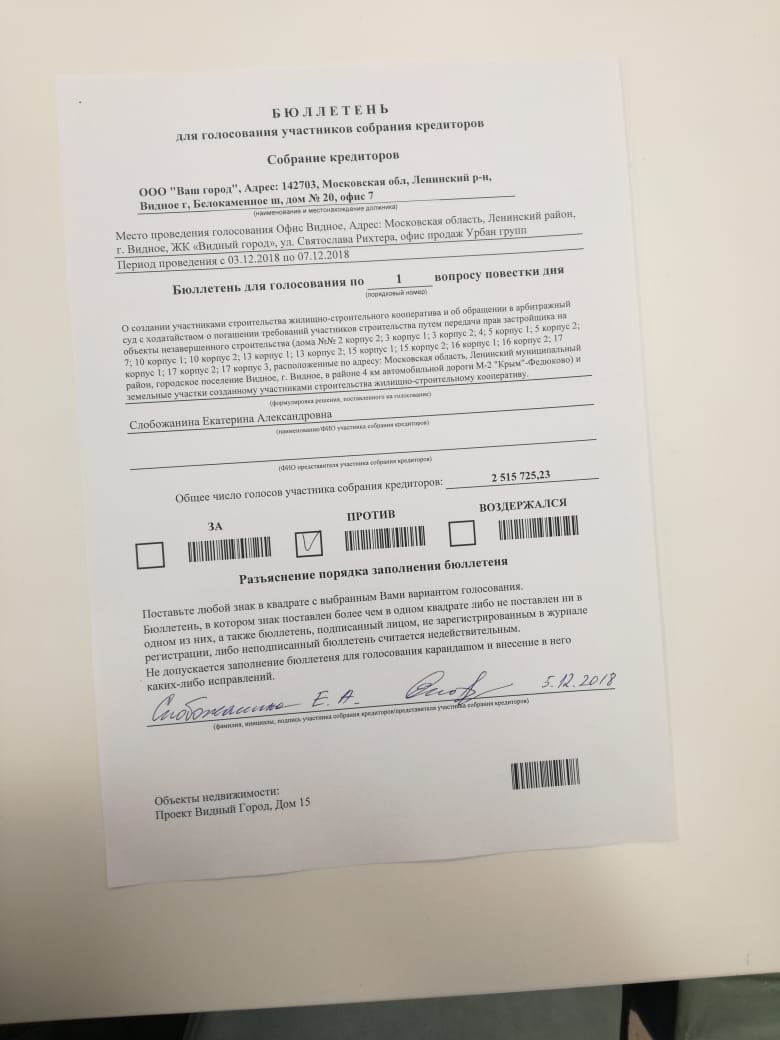 БЮЛЛЕТЕНЬ
для голосования участников собрания кредиторов
Собрание кредиторов
ООО "Ваш город", Адрес: 142703, Московская обл, Ленинский р-н,
Видное г, Белокаменное ш, дом № 20, офис 7
(наименование и местонахождение должника)
Место проведения голосования Офис Видное, Адрес: Московская область, Ленинский район,
г. Видное, ЖК «Видный город», ул. Святослава Рихтера, офис продаж Урбан групп
Период проведения с 03.12.2018 по 07.12.2018
Бюллетень для голосования по 1 вопросу повестки дня
(порядковый номер)
О создании участниками строительства жилищно-строительного кооператива и об обращении в арбитражный
суд с ходатайством о погашении требований участников строительства путем передачи прав застройщика на
объекты незавершенного строительства (дома №№ 2 корпус 2; 3 корпус 1; 3 корпус 2; 4; 5 корпус 1; 5 корпус 2;
7; 10 корпус 1; 10 корпус 2; 13 корпус 1; 13 корпус 2; 15 корпус 1; 15 корпус 2; 16 корпус 1; 16 корпус 2; 17
корпус 1; 17 корпус 2; 17 корпус 3, расположенные по адресу: Московская область, Ленинский муниципальный
район, городское поселение Видное, г. Видное, в районе 4 км автомобильной дороги М-2 "Крым"-Федюково) и
земельные участки созданному участниками строительства жилищно-строительному кооперативу.
(формулировка решения, поставленного на голосование)
Слобожанина Екатерина Александровна
(наименование/ФИО участника собрания кредиторов)
(ФИО представителя участника собрания кредиторов)
Общее число голосов участника собрания кредиторов: 2 515 725,23
ЗА ПРОТИВ ВОЗДЕРЖАЛСЯ
Разъяснение порядка заполнения бюллетеня
Поставьте любой знак в квадрате с выбранным Вами вариантом голосования.
Бюллетень, в котором знак поставлен более чем в одном квадрате либо не поставлен ни в
одном из них, а также бюллетень, подписанный лицом, не зарегистрированным в журнале
регистрации, либо неподписанный бюллетень считается недействительным.
Не допускается заполнение бюллетеня для голосования карандашом и внесение в него
каких-либо исправлений.
Слобожанина Е. А. 5.12.2018
(фамилия, инициалы, подпись участника собрания кредиторов/представителя участника собрания кредиторов)
Объекты недвижимости:
Проект Видный Город, Дом 15